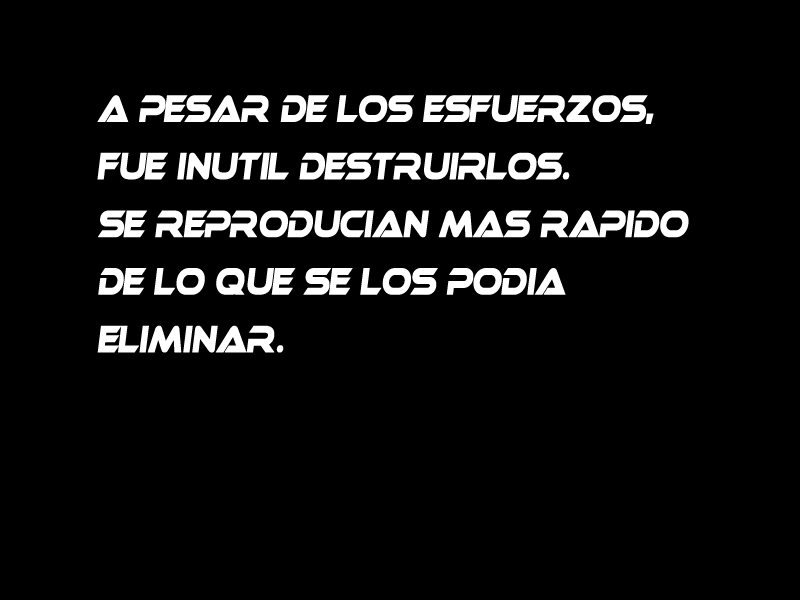 A PESAR DE LOS ESFUERZOS,
FUE INUTIL DESTRUIRLOS.
SE REPRODUCIAN MAS RAPIDO
DE LO QUE SE LOS PODIA
ELIMINAR.